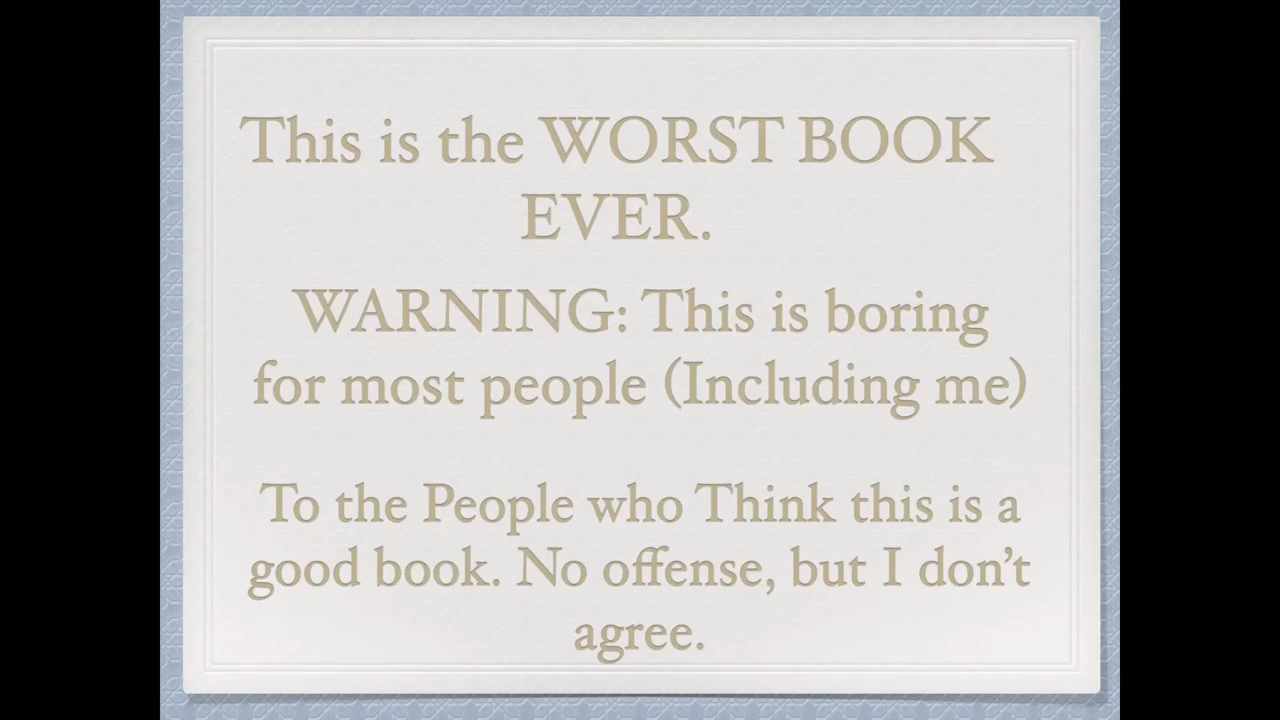 This is the WORST BOOK
EVER.
WARNING: This is boring
for most people (Including me)
To the People who Think this is a
good book. No offense, but I don’t
agree.